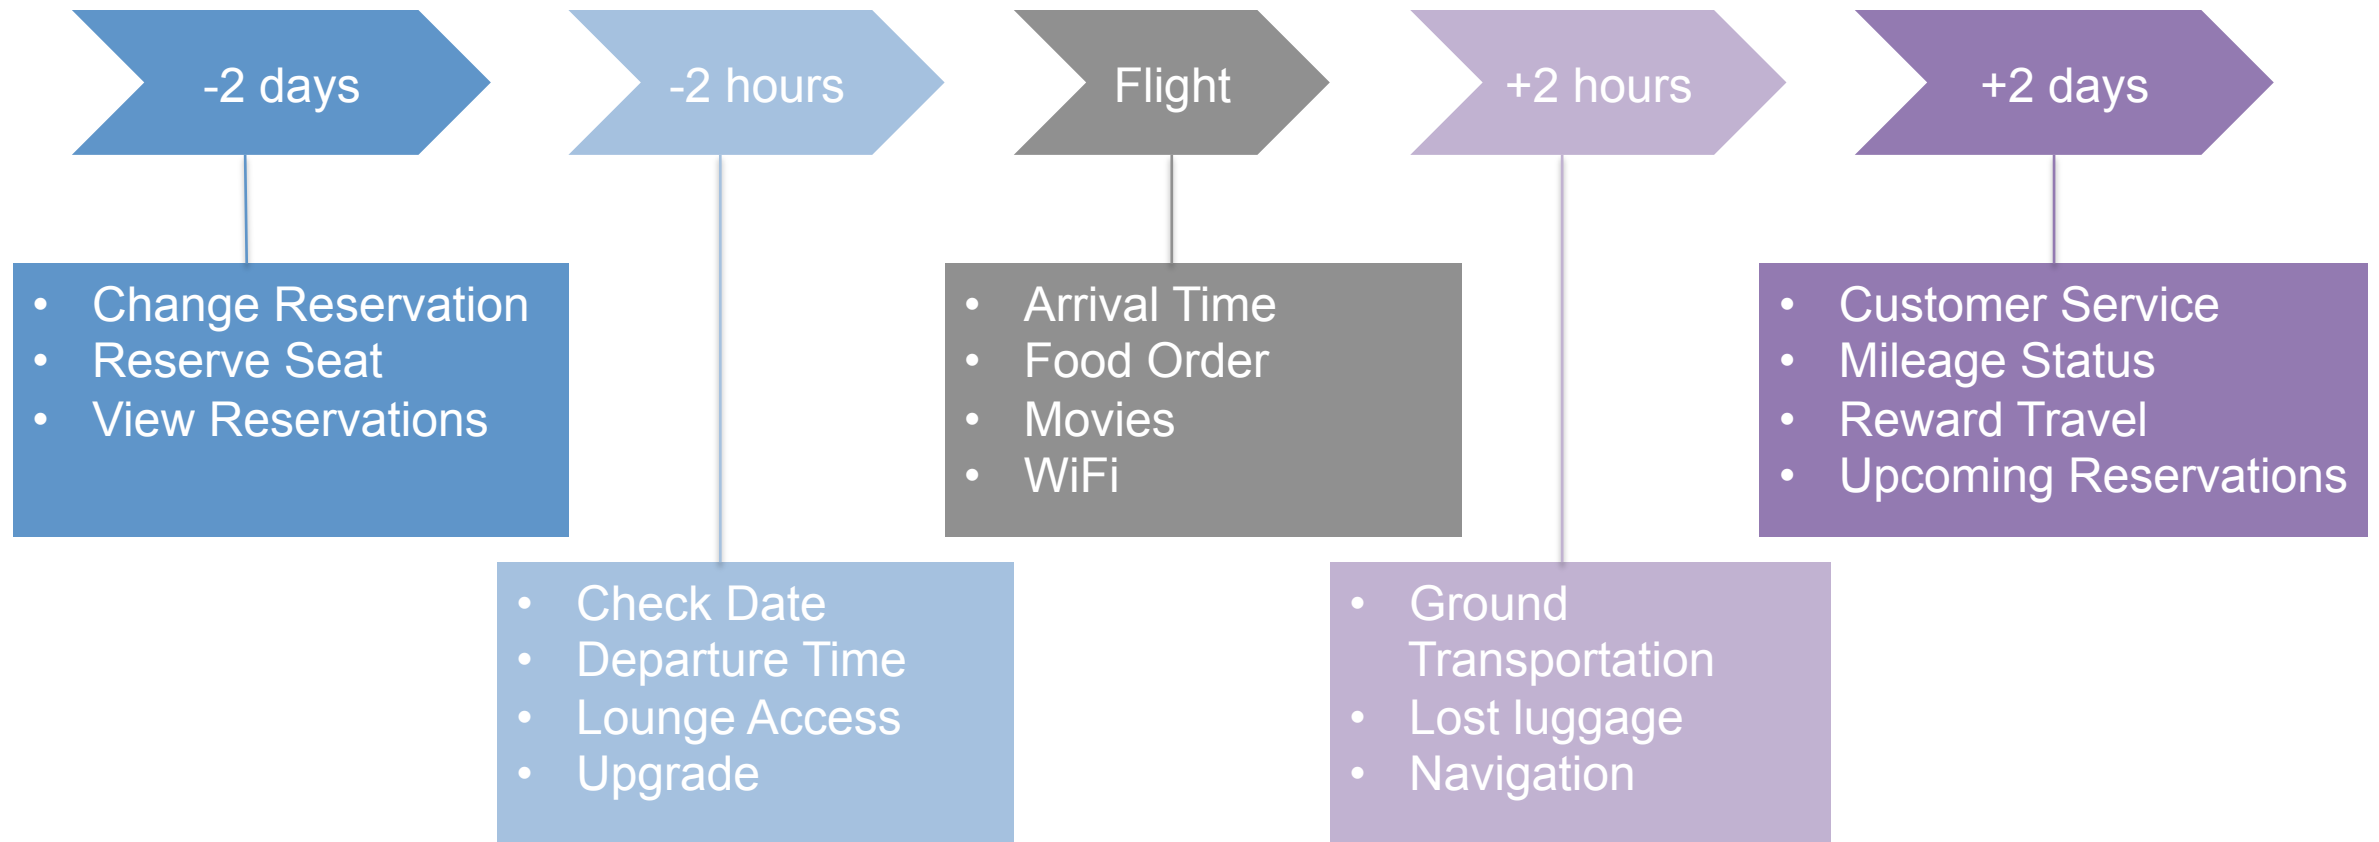 -2 days
-2 hours
Flight
+2 hours
+2 days
• Change Reservation
• Reserve Seat
• View Reservations
• Check Date
• Departure Time
• Lounge Access
• Upgrade
• Arrival Time
• Food Order
• Movies
• WiFi
• Ground
Transportation
• Lost luggage
• Navigation
• Customer Service
• Mileage Status
• Reward Travel
• Upcoming Reservations